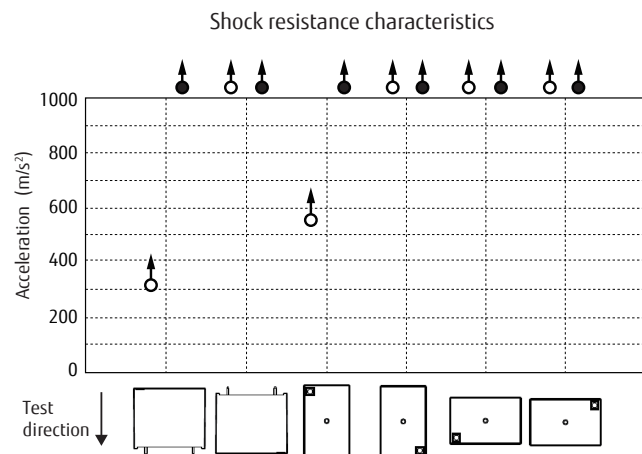 Shock resistance characteristics
Acceleration (m/s²)
1000
800
600
400
200
0
Test
direction